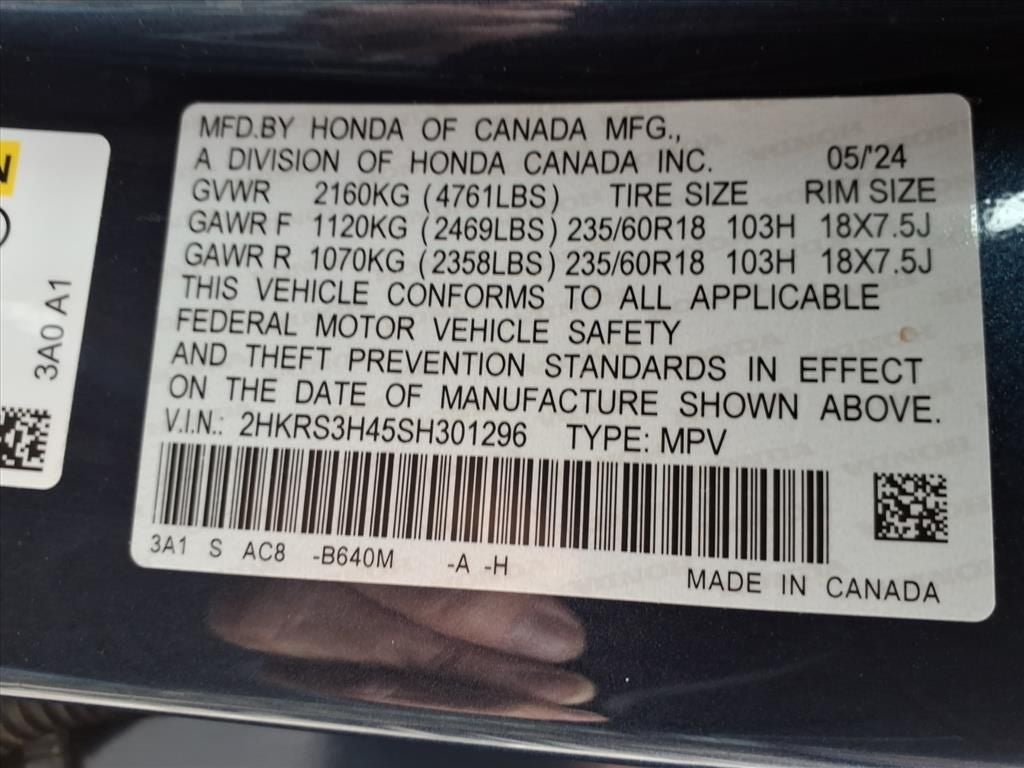 MFD.BY HONDA OF CANADA MFG.,
A DIVISION OF HONDA CANADA INC. 05/'24
GVWR 2160KG (4761LBS) TIRE SIZE RIM SIZE
GAWR F 1120KG (2469LBS) 235/60R18 103H 18X7.5J
GAWR R 1070KG (2358LBS) 235/60R18 103H 18X7.5J
THIS VEHICLE CONFORMS TO ALL APPLICABLE
FEDERAL MOTOR VEHICLE SAFETY
AND THEFT PREVENTION STANDARDS IN EFFECT
ON THE DATE OF MANUFACTURE SHOWN ABOVE.
V.I.N.: 2HKRS3H45SH301296 TYPE: MPV
3A1 S AC8 -B640M -A -H
MADE IN CANADA
3A0 A1